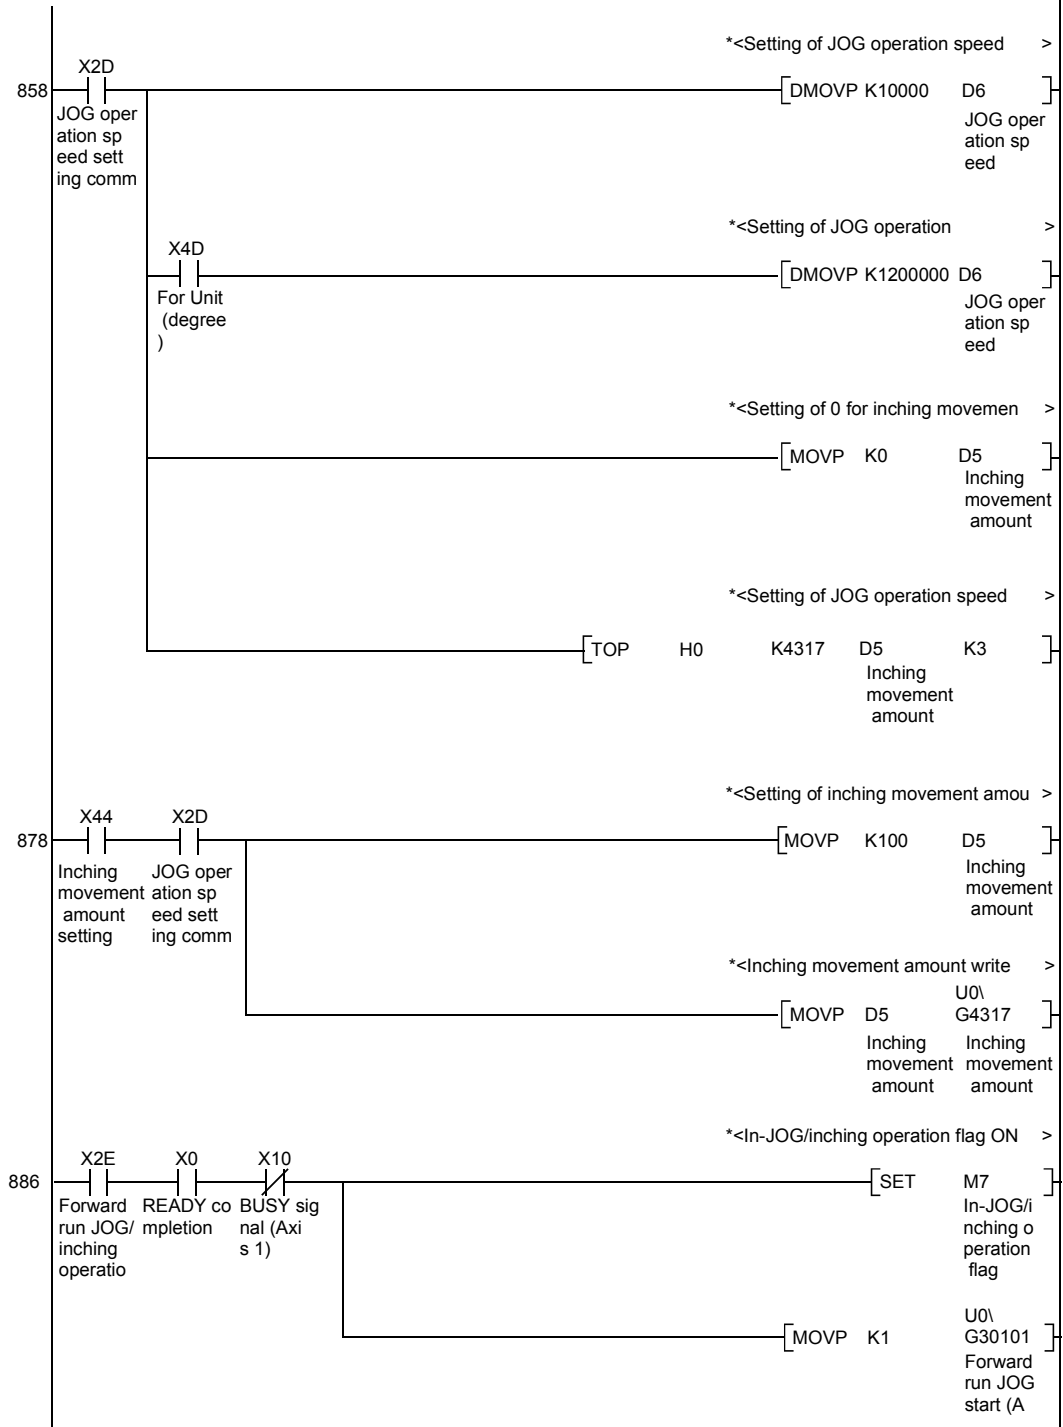 *<Setting of JOG operation speed >
X2D
858
[DMOVP K10000 D6 ]
JOG oper
ation sp
eed sett
ing comm
JOG oper
ation sp
eed
*<Setting of JOG operation >
X4D
[DMOVP K1200000 D6 ]
For Unit
(degree
)
JOG oper
ation sp
eed
*<Setting of 0 for inching movemen >
[MOVP K0 D5 ]
Inching
movement
amount
*<Setting of JOG operation speed >
[TOP H0 K4317 D5 K3 ]
Inching
movement
amount
*<Setting of inching movement amou >
X44 X2D
878
[MOVP K100 D5 ]
Inching
movement
amount
setting
JOG oper
ation sp
eed sett
ing comm
Inching
movement
amount
*<Inching movement amount write >
U0\
[MOVP D5 G4317 ]
Inching
movement
amount
Inching
movement
amount
*<In-JOG/inching operation flag ON >
X2E X0 X10
886
[SET M7 ]
Forward
run JOG/
inching
operatio
READY co
mpletion
BUSY sig
nal (Axi
s 1)
In-JOG/i
nching o
peration
flag
U0\
[MOVP K1 G30101 ]
Forward
run JOG
start (A